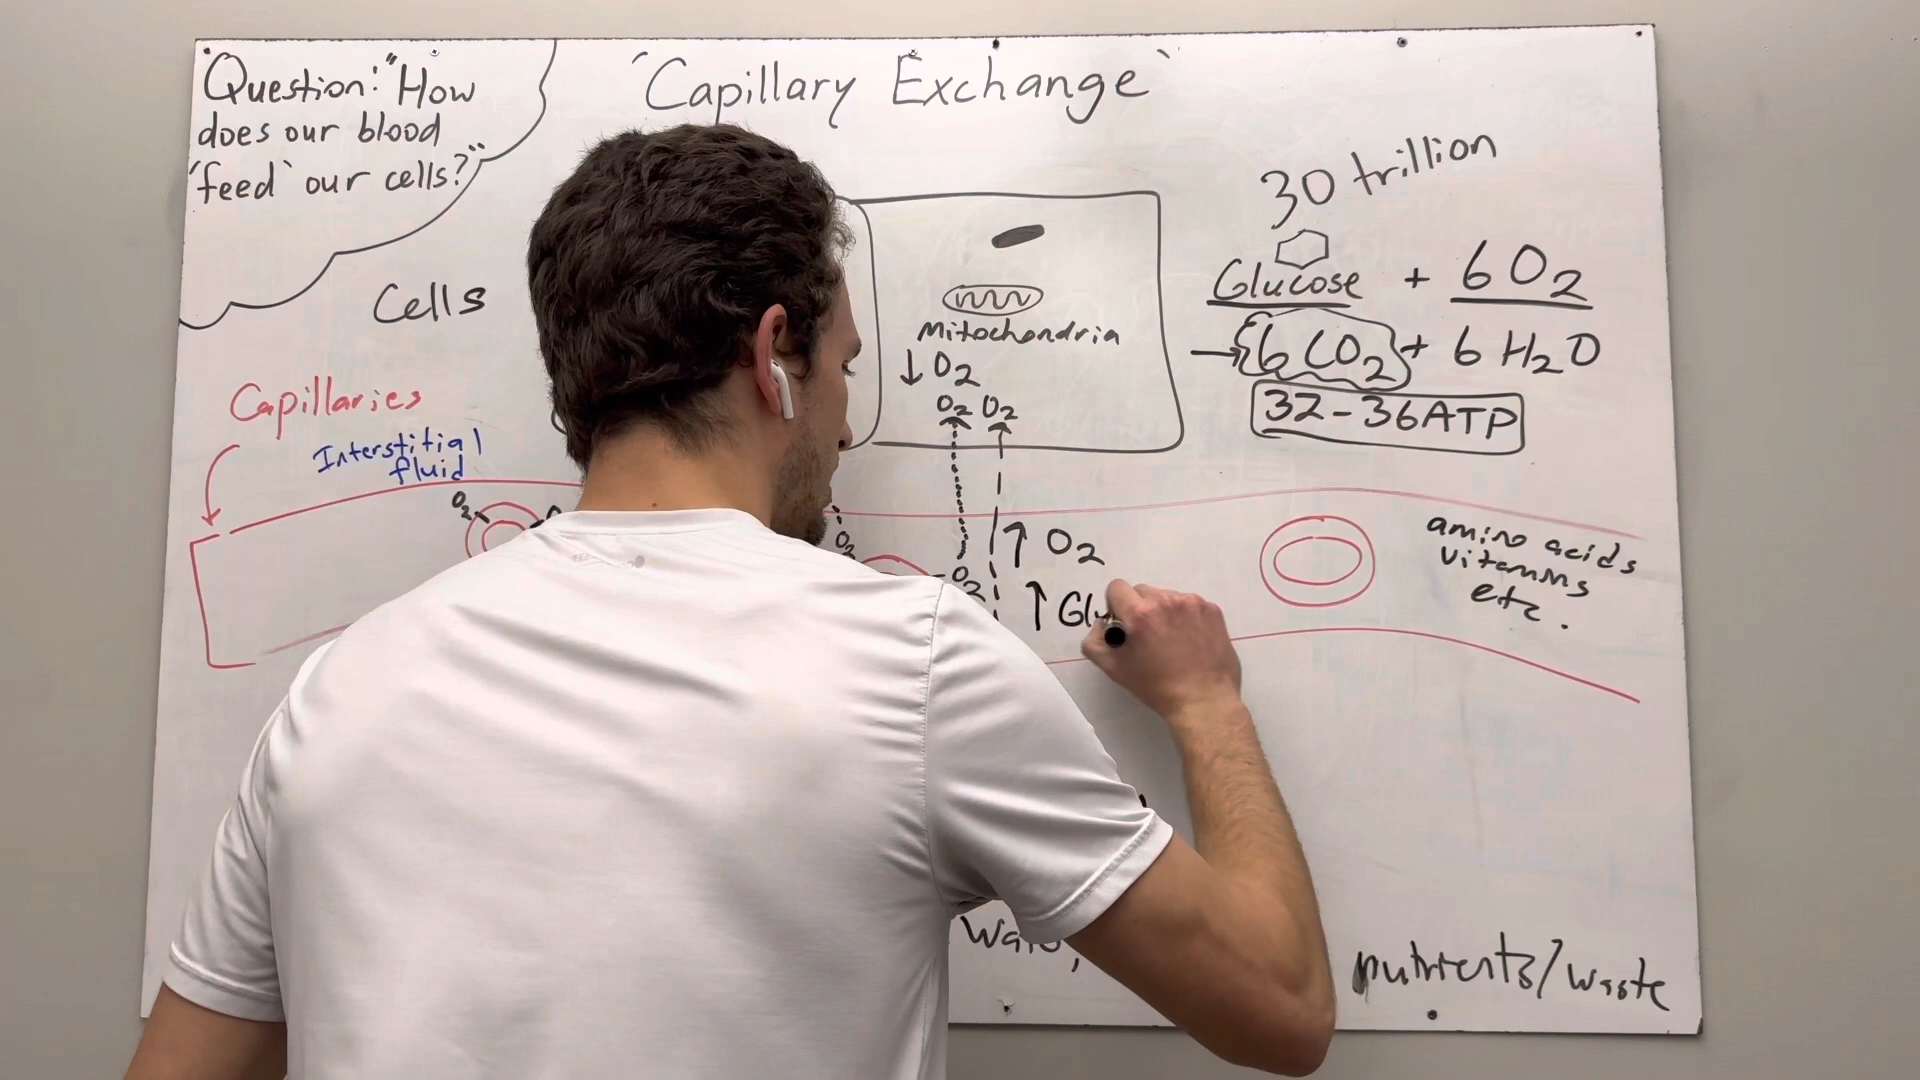 Question: "How
does our blood
'feed' our cells?"
'Capillary Exchange'
30 trillion
Glucose + 6O2
→ 6CO2 + 6H2O
32-36ATP
Cells
Mitochondria
↓ O2
O2 O2
Capillaries
Interstitial
fluid
O2
O2
↑ O2
O2
↑ Glu
amino acids
vitamins
etc.
nutrients/waste